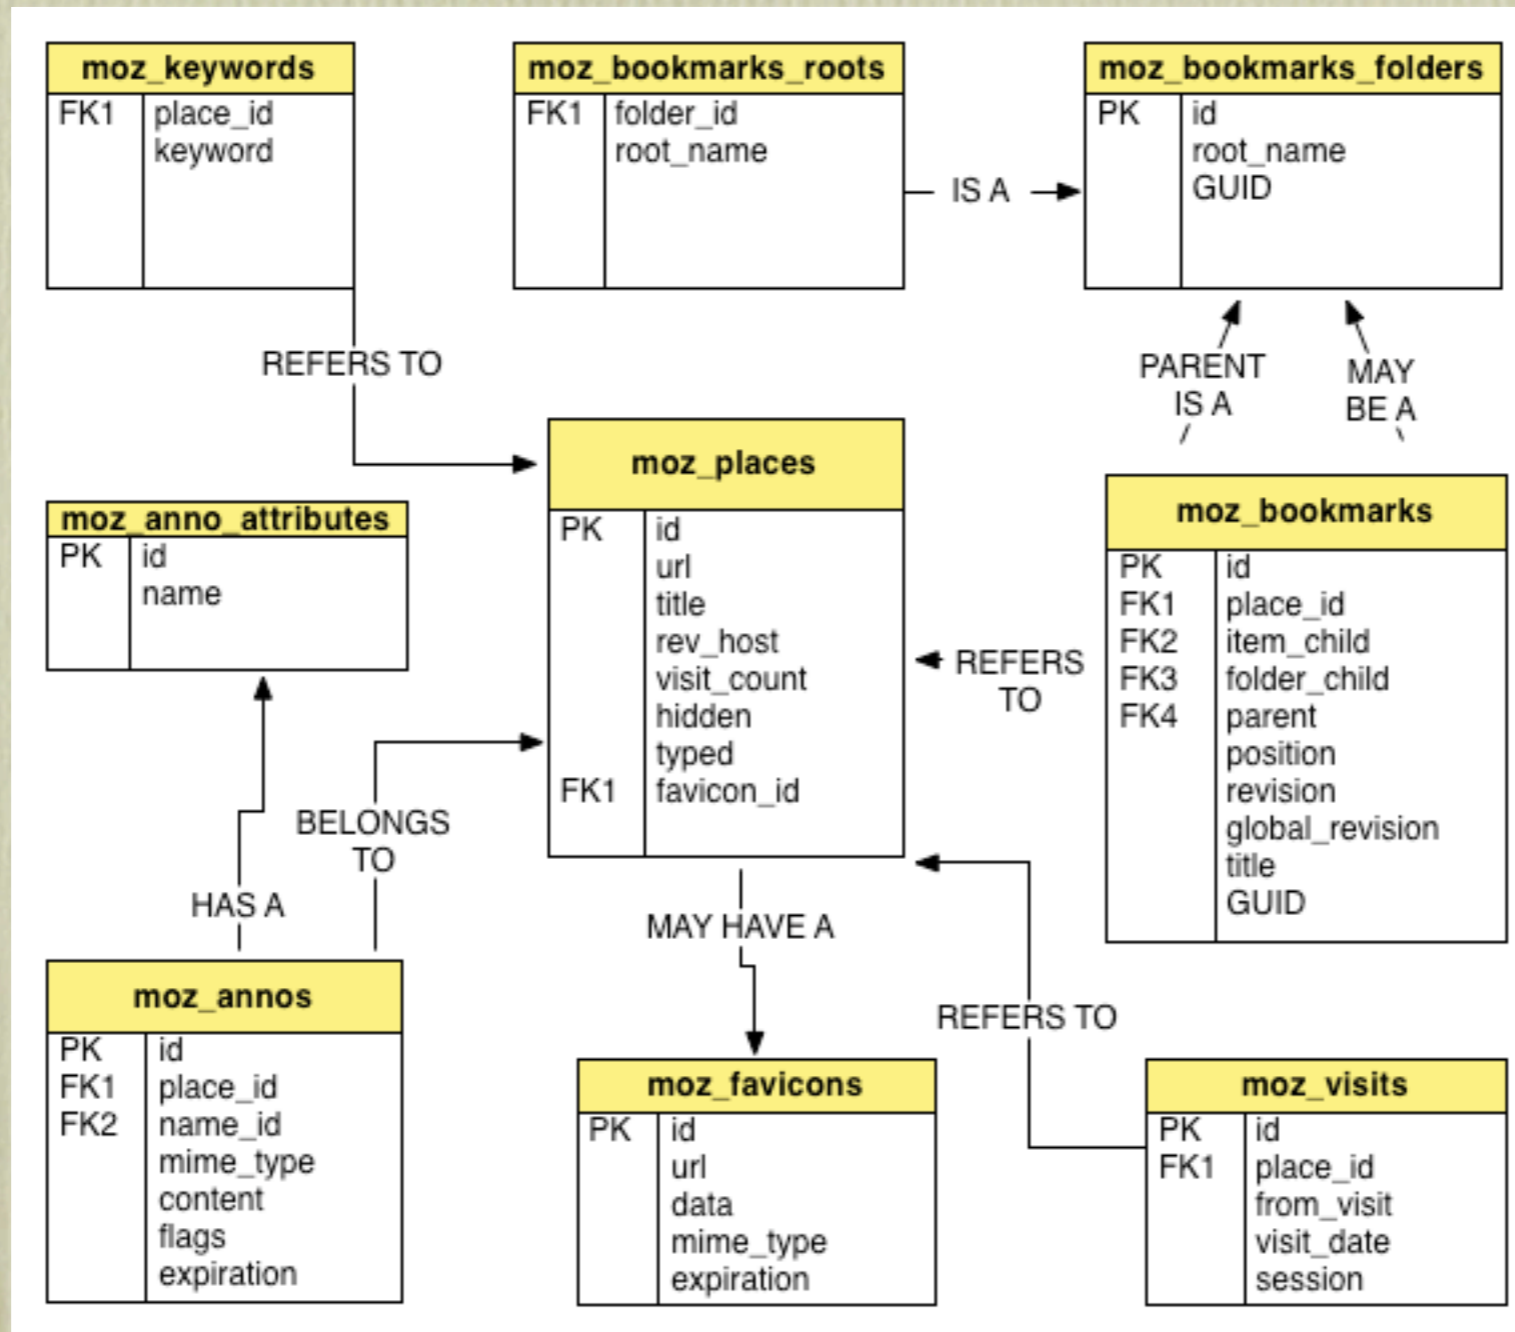 moz_keywords
FK1 place_id
keyword
moz_bookmarks_roots
FK1 folder_id
root_name
IS A
moz_bookmarks_folders
PK id
root_name
GUID
REFERS TO
PARENT
IS A
MAY
BE A
moz_anno_attributes
PK id
name
moz_places
PK id
url
title
rev_host
visit_count
hidden
typed
FK1 favicon_id
REFERS
TO
moz_bookmarks
PK id
FK1 place_id
FK2 item_child
FK3 folder_child
FK4 parent
position
revision
global_revision
title
GUID
HAS A
BELONGS
TO
MAY HAVE A
REFERS TO
moz_annos
PK id
FK1 place_id
FK2 name_id
mime_type
content
flags
expiration
moz_favicons
PK id
url
data
mime_type
expiration
moz_visits
PK id
FK1 place_id
from_visit
visit_date
session